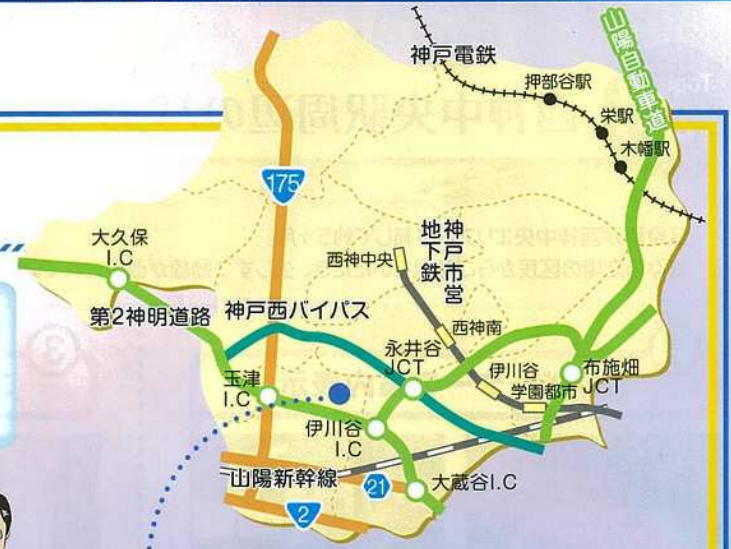 神戸電鉄
山陽自動車道
押部谷駅
栄駅
木幡駅
175
大久保
I.C
神戸市営
地下鉄
西神中央
第2神明道路
神戸西バイパス
西神南
永井谷
JCT
伊川谷
学園都市
布施畑
JCT
玉津
I.C
伊川谷
I.C
山陽新幹線
21
大蔵谷I.C
2
③